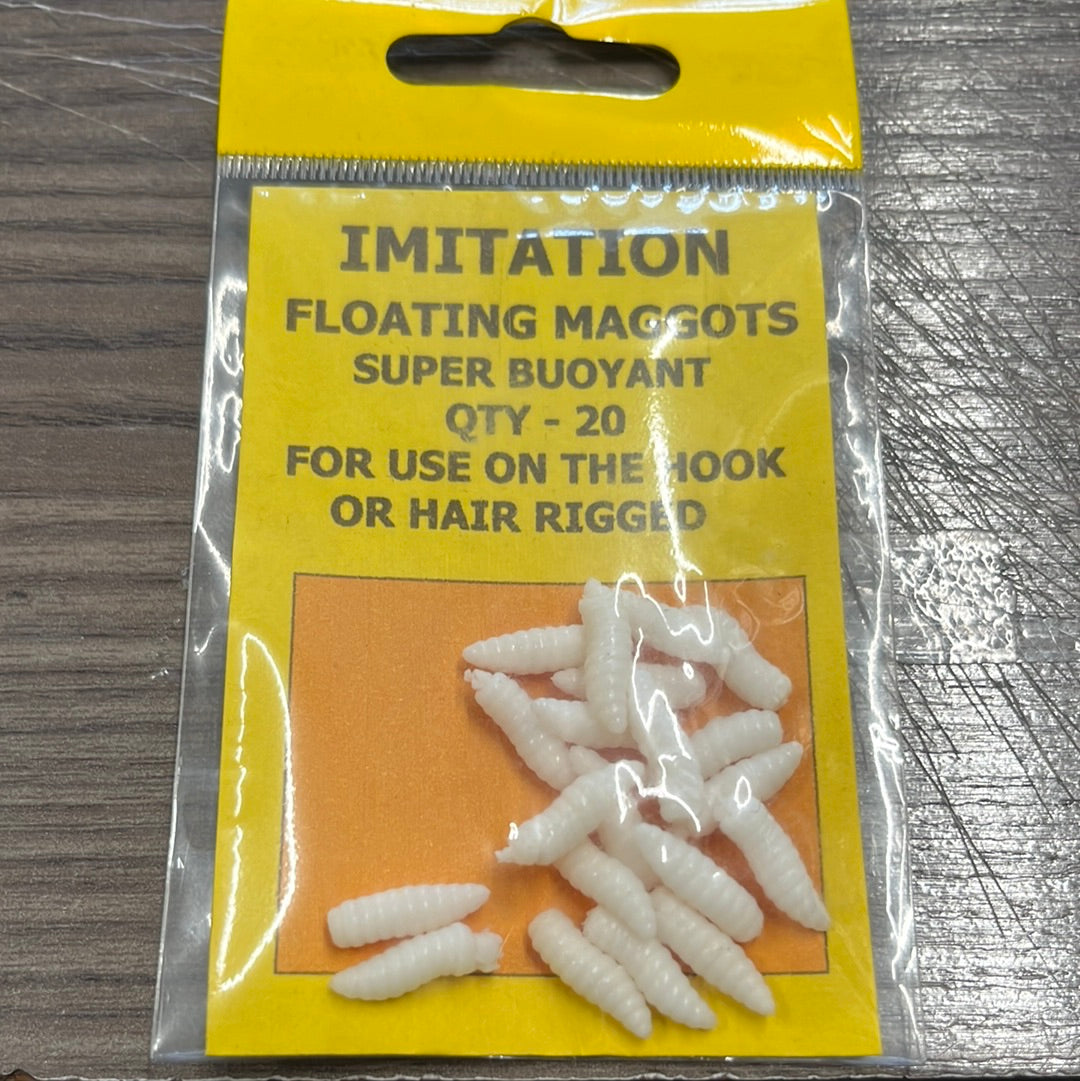 IMITATION
FLOATING MAGGOTS
SUPER BUOYANT
QTY - 20
FOR USE ON THE HOOK
OR HAIR RIGGED